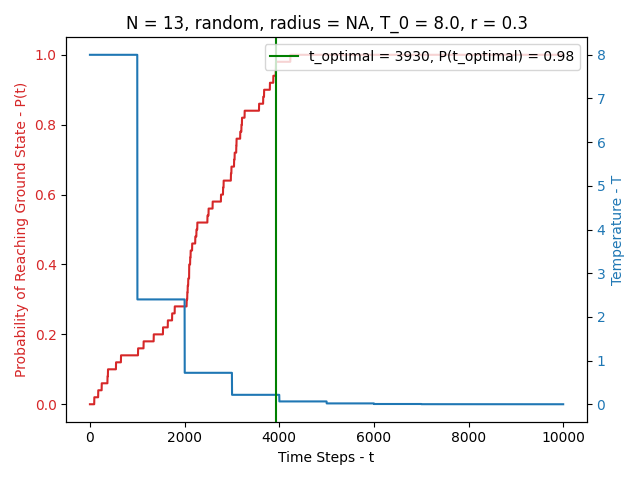 N = 13, random, radius = NA, T_0 = 8.0, r = 0.3
t_optimal = 3930, P(t_optimal) = 0.98
Probability of Reaching Ground State - P(t)
1.0
0.8
0.6
0.4
0.2
0.0
8
7
6
5
4
3
2
1
0
Temperature - T
0 2000 4000 6000 8000 10000
Time Steps - t